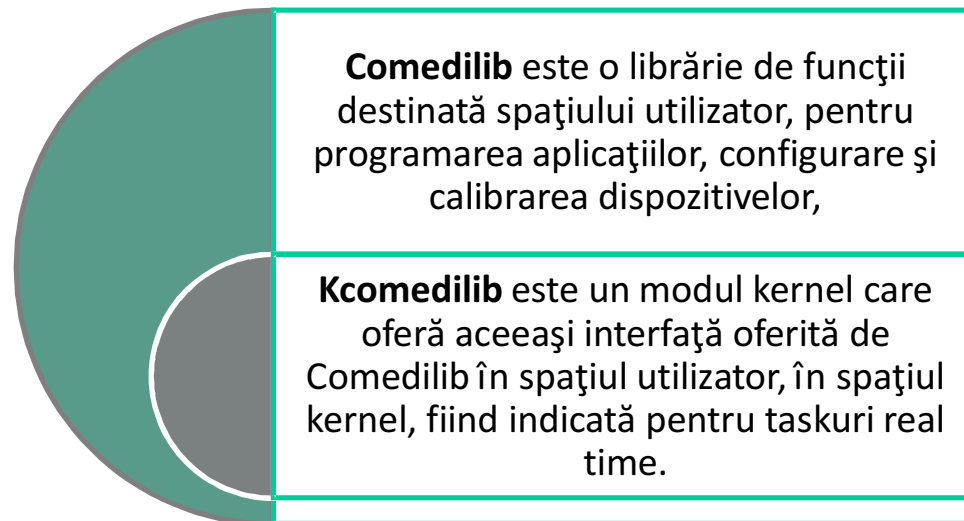 Comedilib este o librărie de funcţii
destinată spaţiului utilizator, pentru
programarea aplicaţiilor, configurare şi
calibrarea dispozitivelor,
Kcomedilib este un modul kernel care
oferă aceeaşi interfaţă oferită de
Comedilib în spaţiul utilizator, în spaţiul
kernel, fiind indicată pentru taskuri real
time.